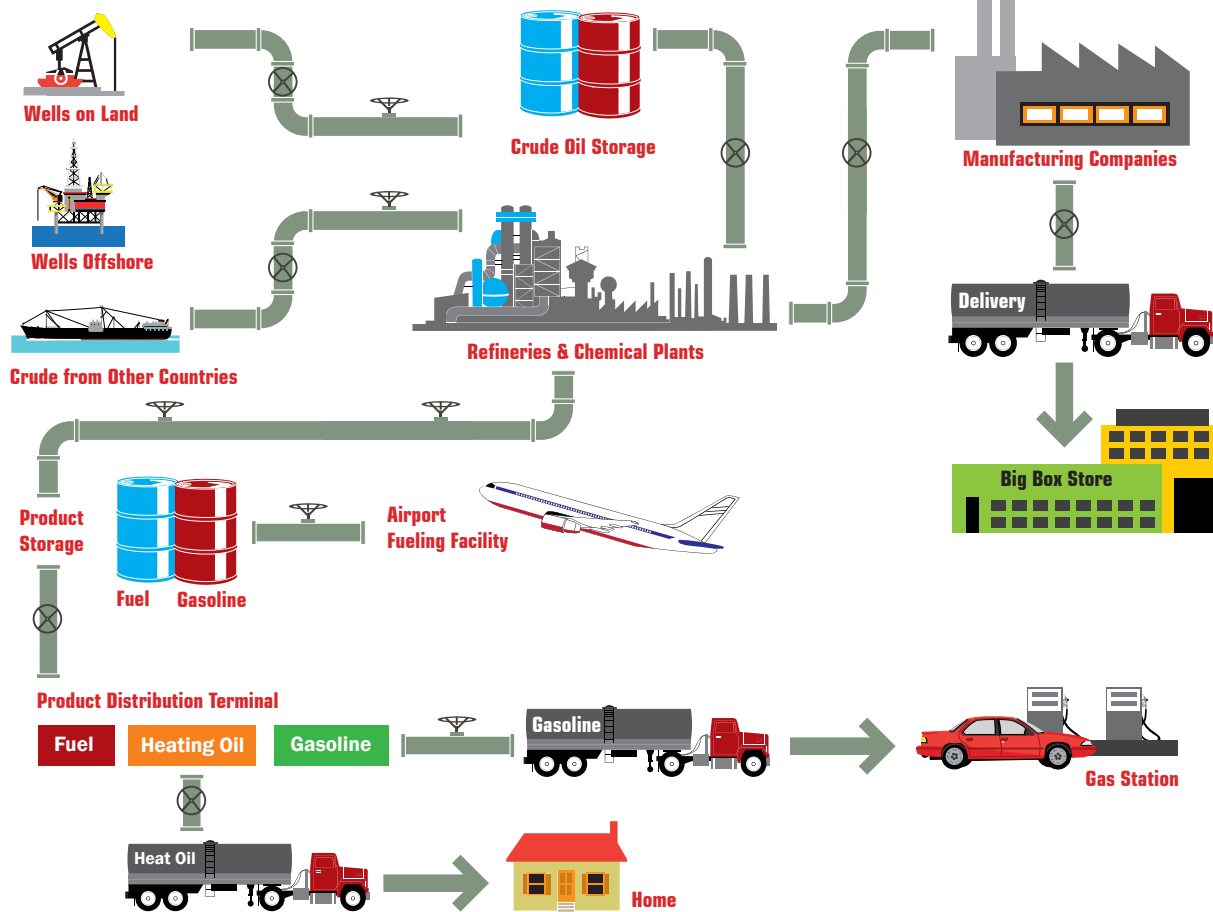 Wells on Land
Crude Oil Storage
Manufacturing Companies
Wells Offshore
Delivery
Refineries & Chemical Plants
Crude from Other Countries
Big Box Store
Product
Storage
Airport
Fueling Facility
Fuel
Gasoline
Product Distribution Terminal
Fuel
Heating Oil
Gasoline
Gasoline
Gas Station
Heat Oil
Home